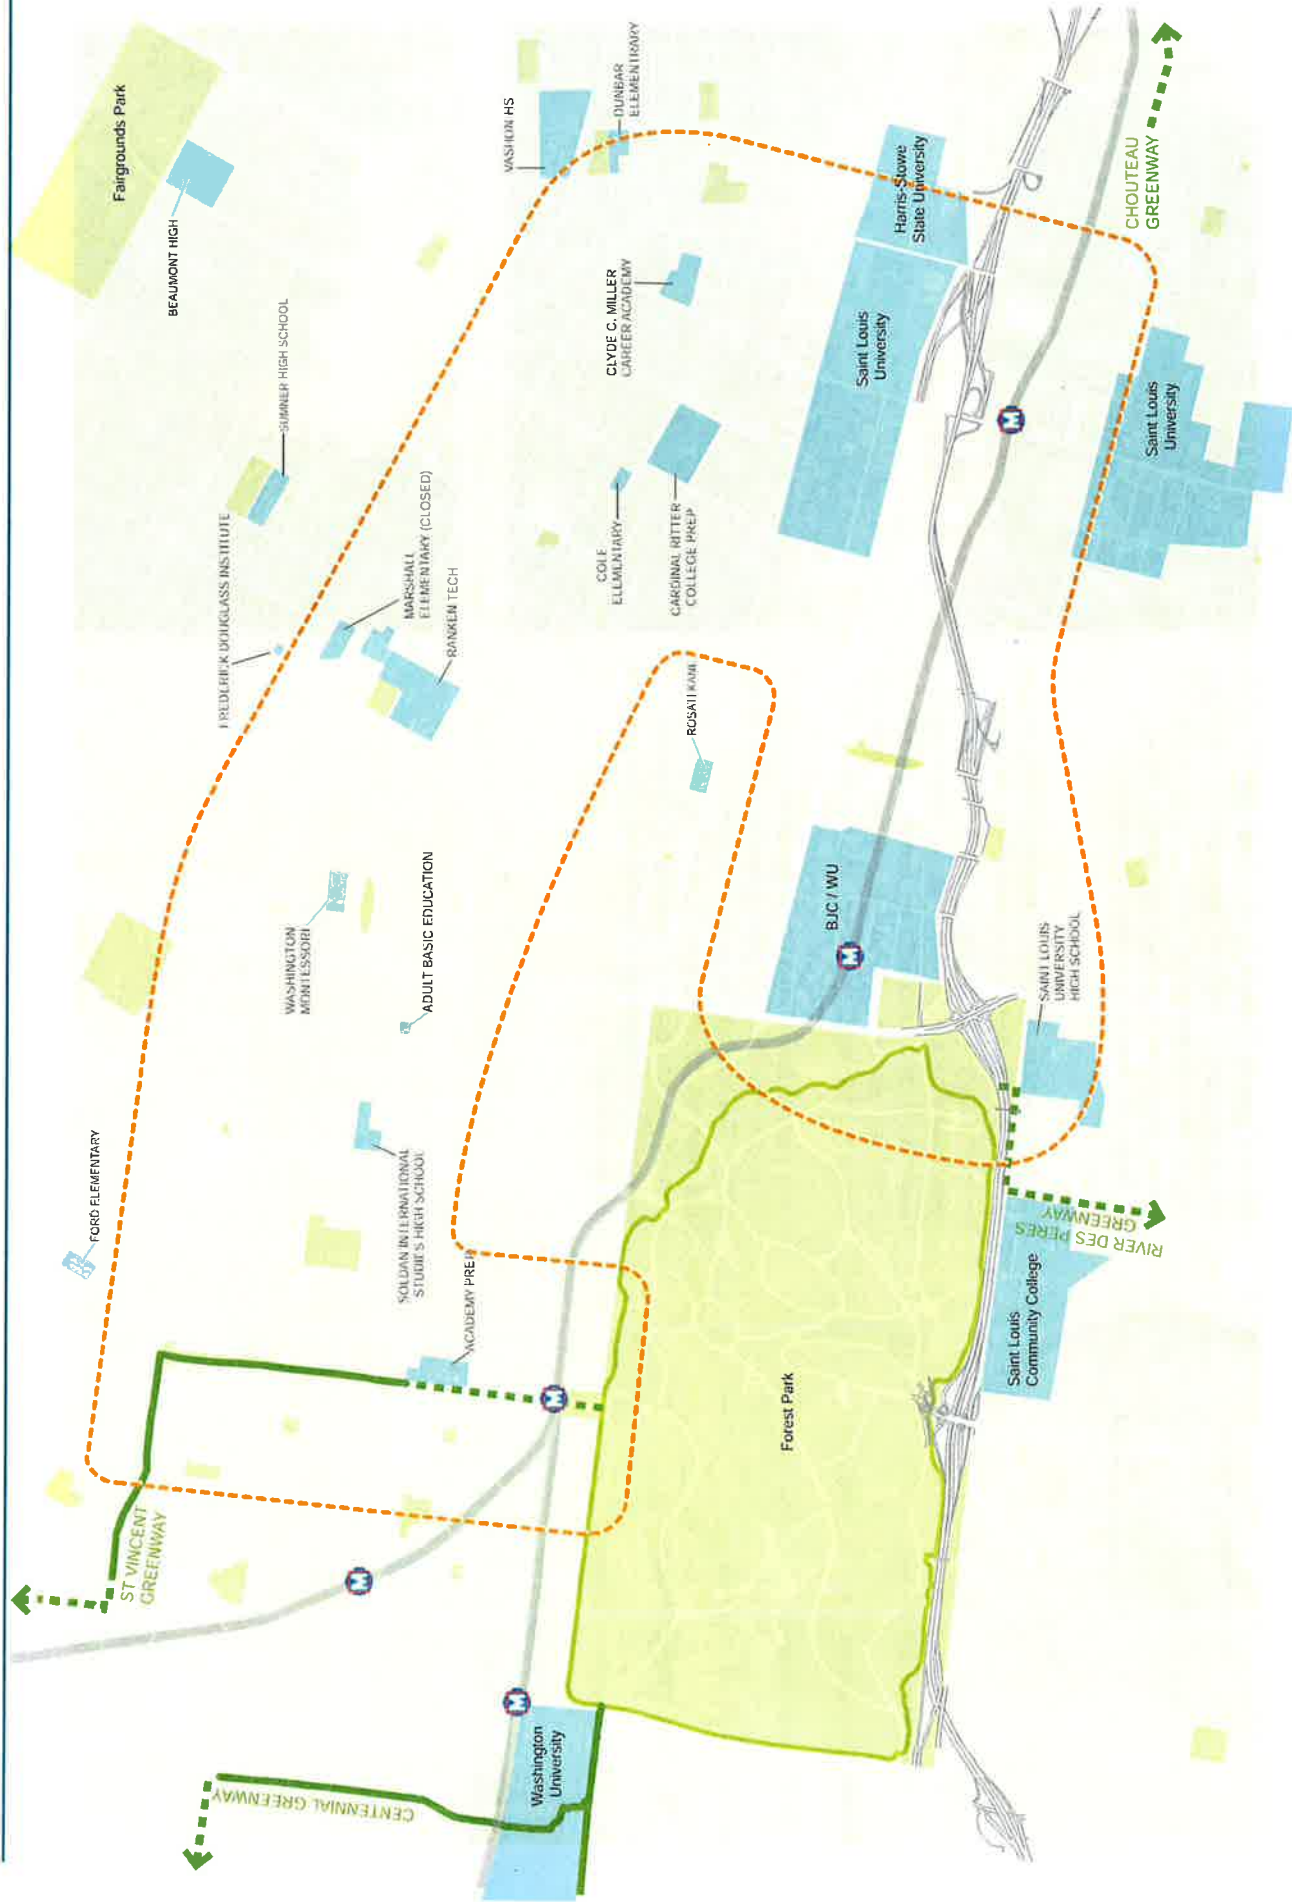 Fairgrounds Park
BEAUMONT HIGH
SUMNER HIGH SCHOOL
FREDERICK DOUGLASS INSTITUTE
MARSHALL
ELEMENTARY (CLOSED)
RANKEN TECH
VASHON HS
DUNBAR
ELEMENTRARY
CLYDE C. MILLER
CAREER ACADEMY
COLE
ELEMENTARY
CARDINAL RITTER
COLLEGE PREP
Harris-Stowe
State University
Saint Louis
University
CHOUTEAU
GREENWAY
Saint Louis
University
M
ROSATI KANE
WASHINGTON
MONTESSORI
ADULT BASIC EDUCATION
BJC / WU
M
SAINT LOUIS
UNIVERSITY
HIGH SCHOOL
FORD ELEMENTARY
SOLDAN INTERNATIONAL
STUDIES HIGH SCHOOL
ACADEMY PREP
M
RIVER DES PERES
GREENWAY
Saint Louis
Community College
Forest Park
ST VINCENT
GREENWAY
M
M
Washington
University
CENTENNIAL GREENWAY